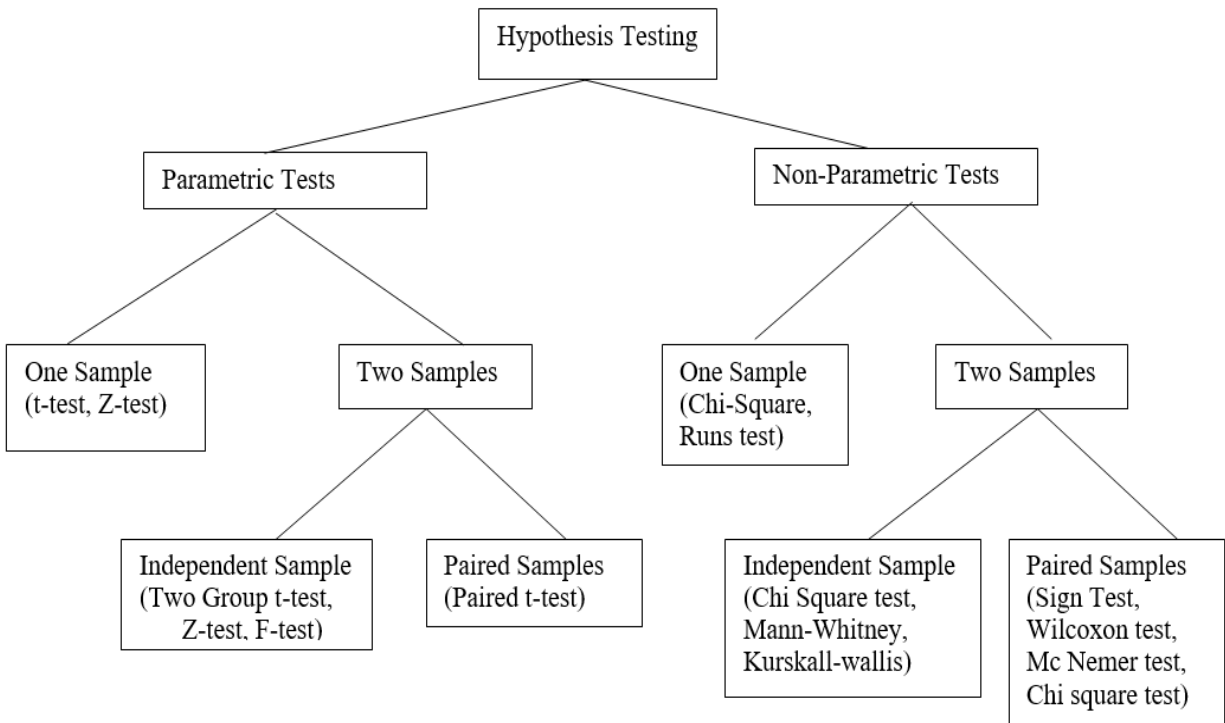 Hypothesis Testing
Parametric Tests
Non-Parametric Tests
One Sample
(t-test, Z-test)
Two Samples
One Sample
(Chi-Square,
Runs test)
Two Samples
Independent Sample
(Two Group t-test,
Z-test, F-test)
Paired Samples
(Paired t-test)
Independent Sample
(Chi Square test,
Mann-Whitney,
Kurskall-wallis)
Paired Samples
(Sign Test,
Wilcoxon test,
Mc Nemer test,
Chi square test)